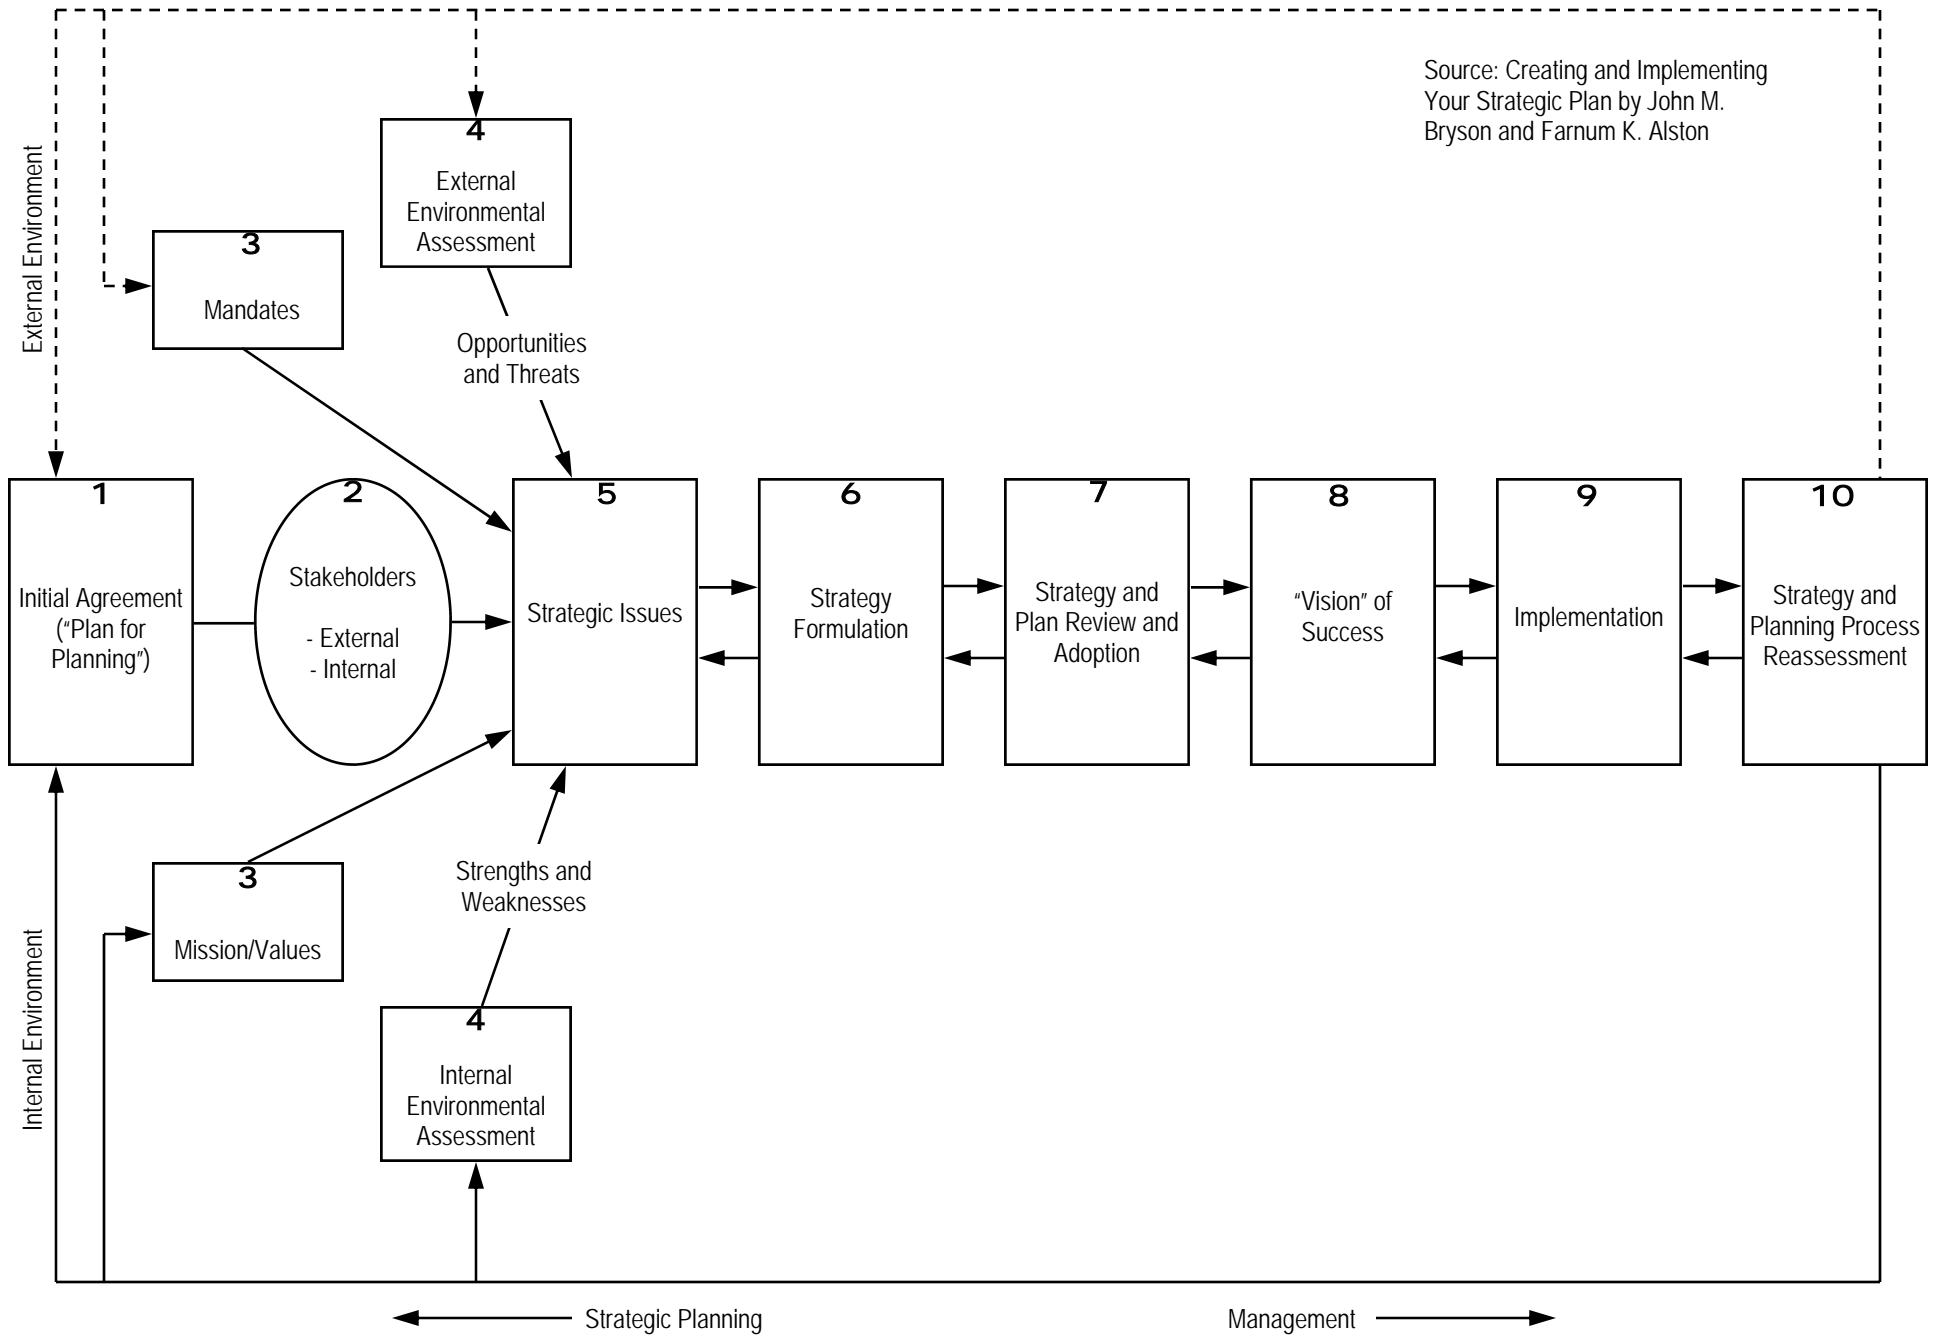 Source: Creating and Implementing
Your Strategic Plan by John M.
Bryson and Farnum K. Alston
External Environment
4
External
Environmental
Assessment
3
Mandates
Opportunities
and Threats
1
Initial Agreement
(“Plan for
Planning”)
2
Stakeholders
- External
- Internal
5
Strategic Issues
6
Strategy
Formulation
7
Strategy and
Plan Review and
Adoption
8
“Vision” of
Success
9
Implementation
10
Strategy and
Planning Process
Reassessment
Internal Environment
3
Mission/Values
Strengths and
Weaknesses
4
Internal
Environmental
Assessment
Strategic Planning
Management